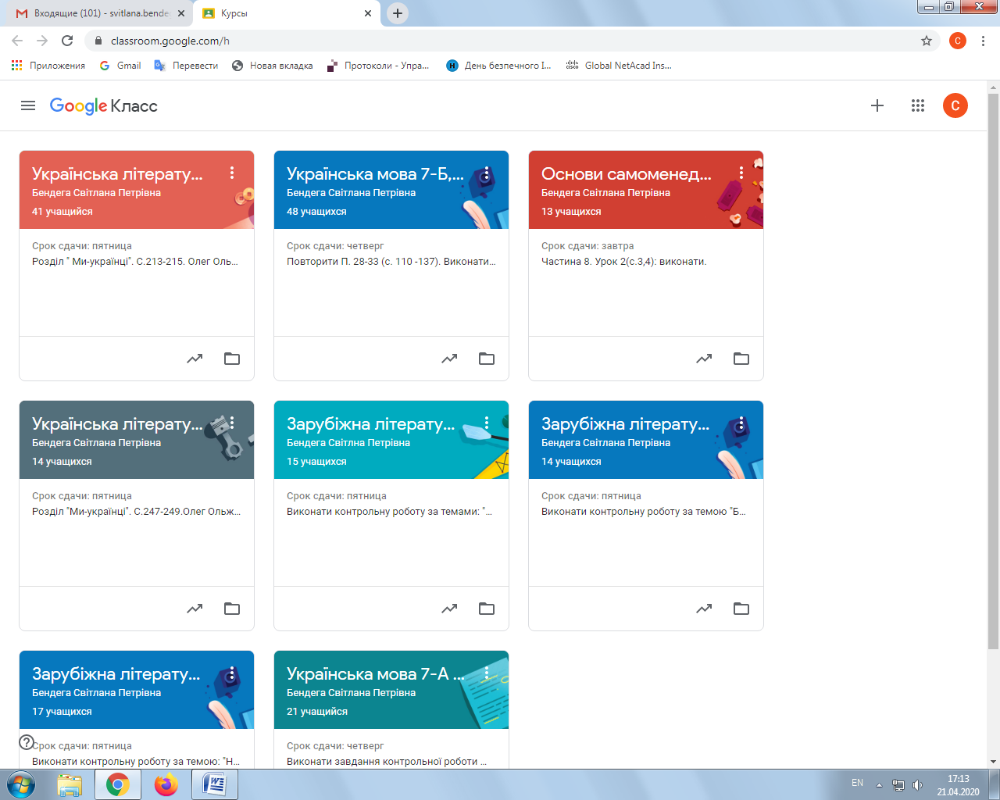 Входящие (101) - svitlana.bende
Курсы
classroom.google.com/h
С
Приложения
Gmail
Перевести
Новая вкладка
Протоколи - Упра...
День безпечного І...
Global NetAcad Ins...
Google Класс
С
Українська літерату...
Бендега Світлана Петрівна
41 учащийся
Срок сдачи: пятница
Розділ " Ми-українці". С.213-215. Олег Оль...
Українська мова 7-Б,...
Бендега Світлана Петрівна
48 учащихся
Срок сдачи: четверг
Повторити П. 28-33 (с. 110 -137). Виконати...
Основи самоменед...
Бендега Світлана Петрівна
13 учащихся
Срок сдачи: завтра
Частина 8. Урок 2(с.3,4): виконати.
Українська літерату...
Бендега Світлана Петрівна
14 учащихся
Срок сдачи: пятница
Розділ "Ми-українці". С.247-249.Олег Ольж...
Зарубіжна літерату...
Бендега Світлна Петрівна
15 учащихся
Срок сдачи: пятница
Виконати контрольну роботу за темами: "...
Зарубіжна літерату...
Бендега Світлана Петрівна
14 учащихся
Срок сдачи: пятница
Виконати контрольну роботу за темою "Б...
Зарубіжна літерату...
Бендега Світлана Петрівна
17 учащихся
Срок сдачи: пятница
Виконати контрольну роботу за темою: "Н...
Українська мова 7-А ...
Бендега Світлана Петрівна
21 учащийся
Срок сдачи: четверг
Виконати завдання контрольної роботи ...
EN
17:13
21.04.2020